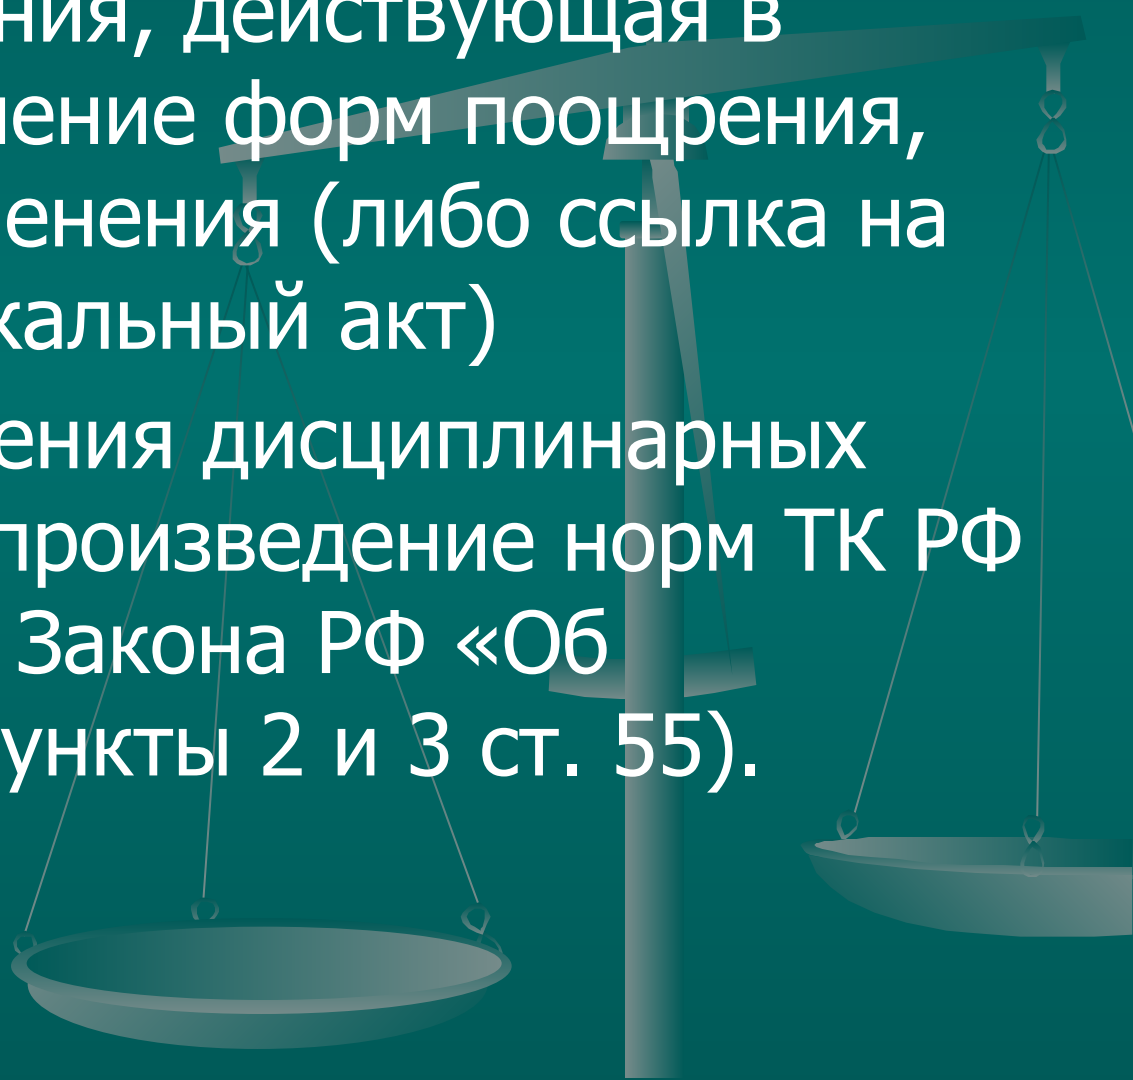 ния, действующая в
ение форм поощрения,
енения (либо ссылка на
кальный акт)
ения дисциплинарных
произведение норм ТК РФ
Закона РФ «Об
ункты 2 и 3 ст. 55).